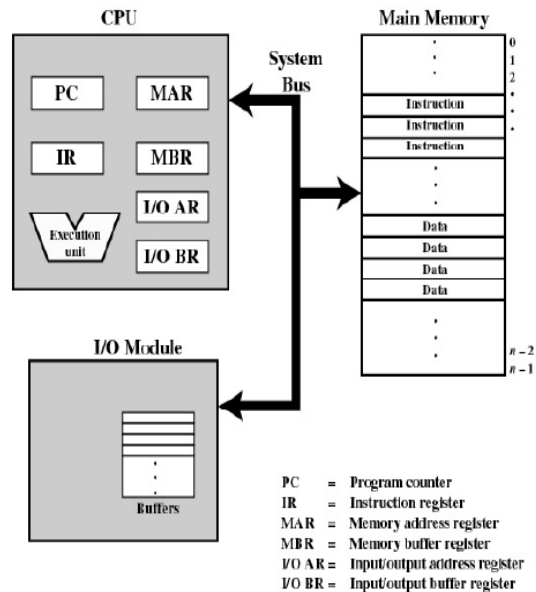 CPU
PC
MAR
IR
MBR
I/O AR
Execution
unit
I/O BR
System
Bus
Main Memory
0
1
2
Instruction
Instruction
Instruction
Data
Data
Data
Data
n - 2
n - 1
I/O Module
Buffers
PC = Program counter
IR = Instruction register
MAR = Memory address register
MBR = Memory buffer register
I/O AR = Input/output address register
I/O BR = Input/output buffer register